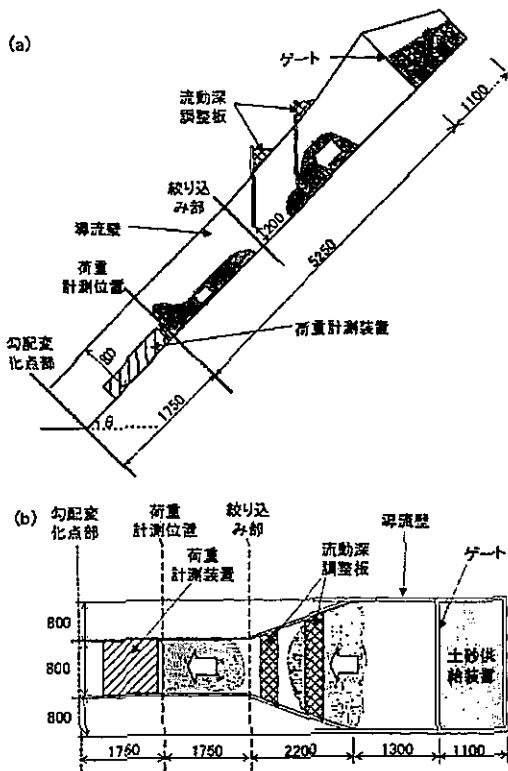 (a)
ゲート
流動深
調整板
1100
絞り込
み部
導流壁
200
5250
荷重
計測位置
荷重計測装置
勾配変
化点部
800
θ
1750
(b)
勾配変
化点部
荷重
計測位置
絞り込
み部
導流壁
荷重
計測装置
流動深
調整板
ゲート
800
800
800
土砂供
給装置
1760
1750
2200
1300
1100